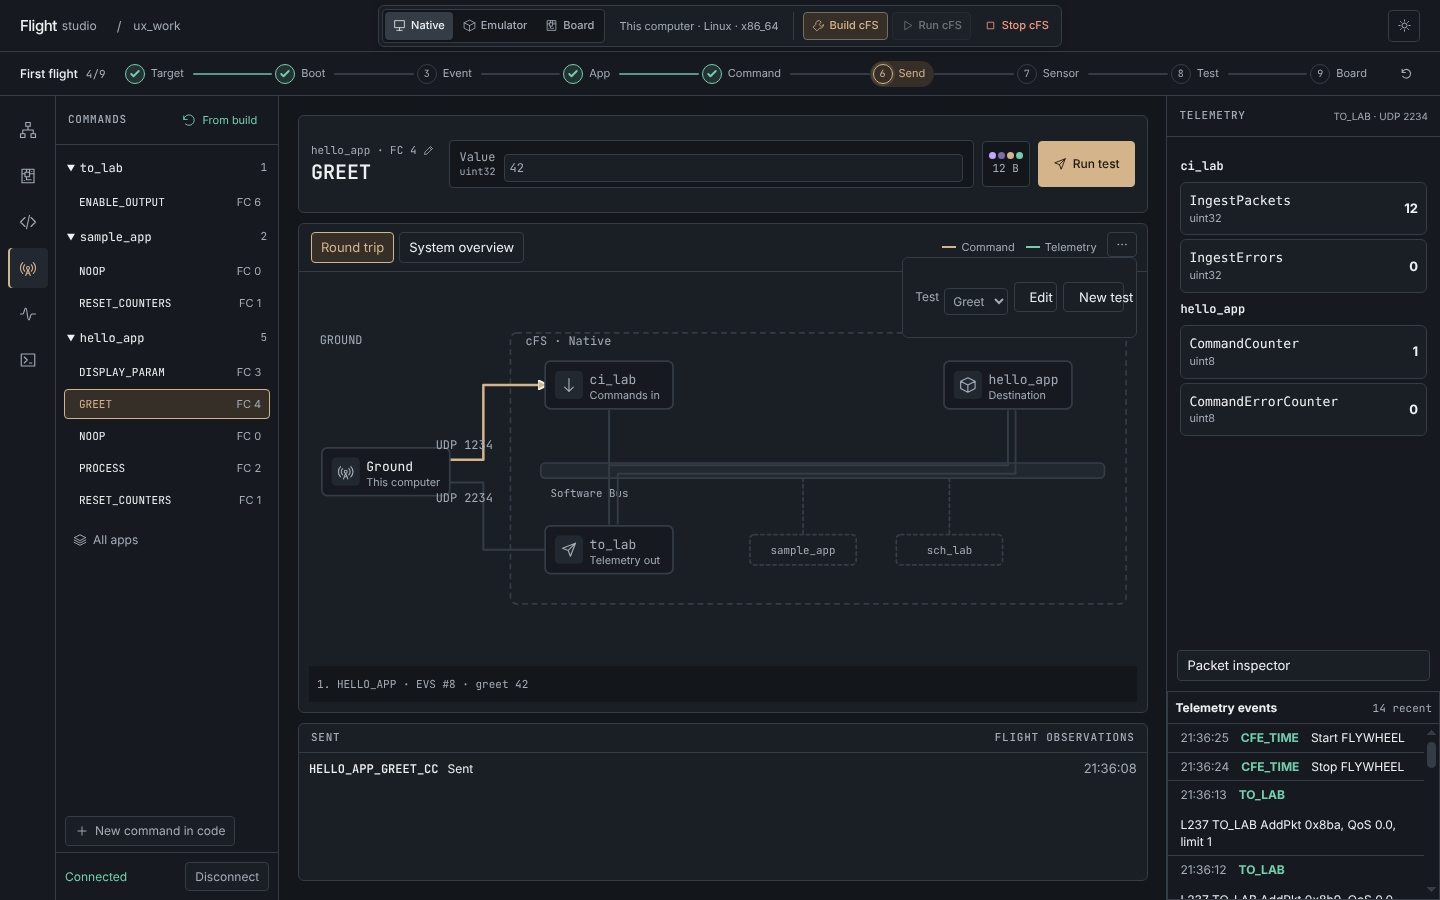 Flight studio / ux_work
Native Emulator Board This computer · Linux · x86_64 Build cFS Run cFS Stop cFS
First flight 4/9 Target Boot 3 Event App Command 6 Send 7 Sensor 8 Test 9 Board
COMMANDS From build
to_lab 1
ENABLE_OUTPUT FC 6
sample_app 2
NOOP FC 0
RESET_COUNTERS FC 1
hello_app 5
DISPLAY_PARAM FC 3
GREET FC 4
NOOP FC 0
PROCESS FC 2
RESET_COUNTERS FC 1
All apps
New command in code
Connected Disconnect
hello_app · FC 4
GREET
Value
uint32
42
12 B
Run test
Round trip System overview
Command Telemetry ...
Test Greet Edit New test
GROUND
cFS · Native
ci_lab
Commands in
hello_app
Destination
UDP 1234
Ground
This computer
UDP 2234
Software Bus
to_lab
Telemetry out
sample_app
sch_lab
1. HELLO_APP · EVS #8 · greet 42
SENT FLIGHT OBSERVATIONS
HELLO_APP_GREET_CC Sent 21:36:08
TELEMETRY TO_LAB · UDP 2234
ci_lab
IngestPackets
uint32
12
IngestErrors
uint32
0
hello_app
CommandCounter
uint8
1
CommandErrorCounter
uint8
0
Packet inspector
Telemetry events 14 recent
21:36:25 CFE_TIME Start FLYWHEEL
21:36:24 CFE_TIME Stop FLYWHEEL
21:36:13 TO_LAB
L237 TO_LAB AddPkt 0x8ba, QoS 0.0,
limit 1
21:36:12 TO_LAB
L237 TO_LAB AddPkt 0x8b9, QoS 0.0,